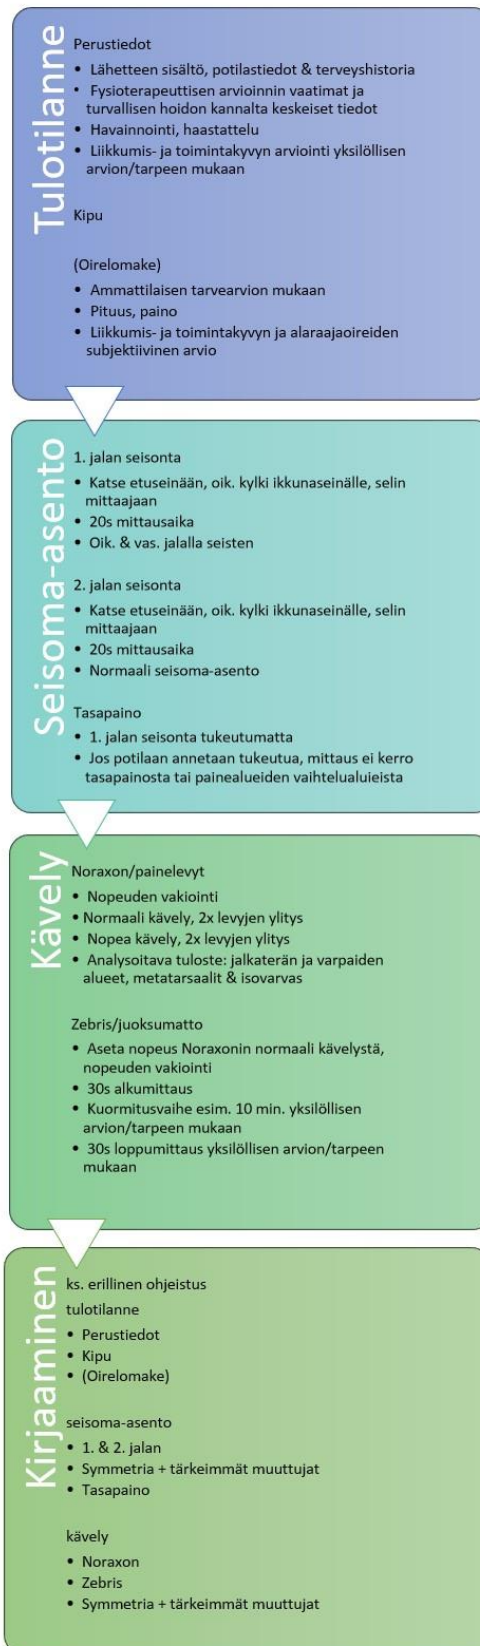 Tulotilanne
Perustiedot
• Lähetteen sisältö, potilastiedot & terveyshistoria
• Fysioterapeuttisen arvioinnin vaatimat ja
turvallisen hoidon kannalta keskeiset tiedot
• Havainnointi, haastattelu
• Liikkumis- ja toimintakyvyn arviointi yksilöllisen
arvion/tarpeen mukaan
Kipu
(Oirelomake)
• Ammattilaisen tarvearvion mukaan
• Pituus, paino
• Liikkumis- ja toimintakyvyn ja alaraajaoireiden
subjektiivinen arvio
Seisoma-asento
1. jalan seisonta
• Katse etuseinään, oik. kylki ikkunaseinälle, selin
mittaajaan
• 20s mittausaika
• Oik. & vas. jalalla seisten
2. jalan seisonta
• Katse etuseinään, oik. kylki ikkunaseinälle, selin
mittaajaan
• 20s mittausaika
• Normaali seisoma-asento
Tasapaino
• 1. jalan seisonta tukeutumatta
• Jos potilaan annetaan tukeutua, mittaus ei kerro
tasapainosta tai painealueiden vaihtelualuieista
Kävely
Noraxon/painelevyt
• Nopeuden vakiointi
• Normaali kävely, 2x levyjen ylitys
• Nopea kävely, 2x levyjen ylitys
• Analysoitava tuloste: jalkaterän ja varpaiden
alueet, metatarsaalit & isovarvas
Zebris/juoksumatto
• Aseta nopeus Noraxonin normaali kävelystä,
nopeuden vakiointi
• 30s alkumittaus
• Kuormitusvaihe esim. 10 min. yksilöllisen
arvion/tarpeen mukaan
• 30s loppumittaus yksilöllisen arvion/tarpeen
mukaan
Kirjaaminen
ks. erillinen ohjeistus
tulotilanne
• Perustiedot
• Kipu
• (Oirelomake)
seisoma-asento
• 1. & 2. jalan
• Symmetria + tärkeimmät muuttujat
• Tasapaino
kävely
• Noraxon
• Zebris
• Symmetria + tärkeimmät muuttujat